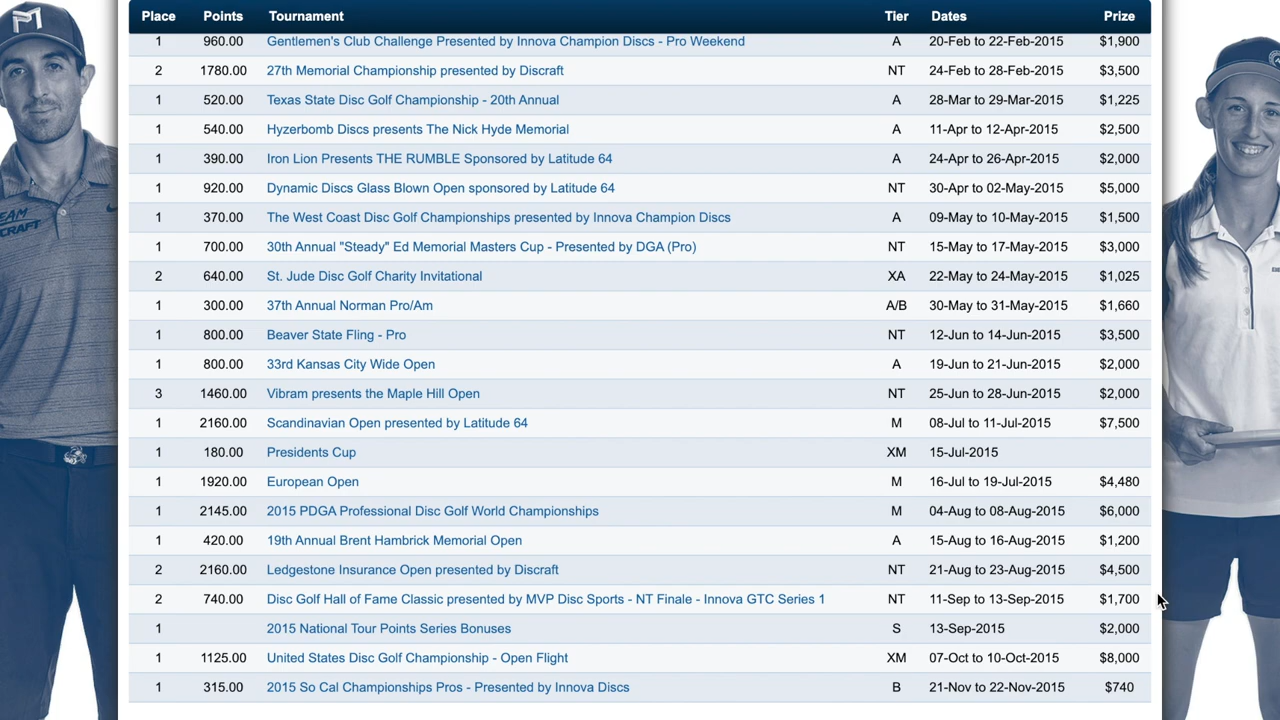 Place Points Tournament Tier Dates Prize
1 960.00 Gentlemen's Club Challenge Presented by Innova Champion Discs - Pro Weekend A 20-Feb to 22-Feb-2015 $1,900
2 1780.00 27th Memorial Championship presented by Discraft NT 24-Feb to 28-Feb-2015 $3,500
1 520.00 Texas State Disc Golf Championship - 20th Annual A 28-Mar to 29-Mar-2015 $1,225
1 540.00 Hyzerbomb Discs presents The Nick Hyde Memorial A 11-Apr to 12-Apr-2015 $2,500
1 390.00 Iron Lion Presents THE RUMBLE Sponsored by Latitude 64 A 24-Apr to 26-Apr-2015 $2,000
1 920.00 Dynamic Discs Glass Blown Open sponsored by Latitude 64 NT 30-Apr to 02-May-2015 $5,000
1 370.00 The West Coast Disc Golf Championships presented by Innova Champion Discs A 09-May to 10-May-2015 $1,500
1 700.00 30th Annual "Steady" Ed Memorial Masters Cup - Presented by DGA (Pro) NT 15-May to 17-May-2015 $3,000
2 640.00 St. Jude Disc Golf Charity Invitational XA 22-May to 24-May-2015 $1,025
1 300.00 37th Annual Norman Pro/Am A/B 30-May to 31-May-2015 $1,660
1 800.00 Beaver State Fling - Pro NT 12-Jun to 14-Jun-2015 $3,500
1 800.00 33rd Kansas City Wide Open A 19-Jun to 21-Jun-2015 $2,000
3 1460.00 Vibram presents the Maple Hill Open NT 25-Jun to 28-Jun-2015 $2,000
1 2160.00 Scandinavian Open presented by Latitude 64 M 08-Jul to 11-Jul-2015 $7,500
1 180.00 Presidents Cup XM 15-Jul-2015
1 1920.00 European Open M 16-Jul to 19-Jul-2015 $4,480
1 2145.00 2015 PDGA Professional Disc Golf World Championships M 04-Aug to 08-Aug-2015 $6,000
1 420.00 19th Annual Brent Hambrick Memorial Open A 15-Aug to 16-Aug-2015 $1,200
2 2160.00 Ledgestone Insurance Open presented by Discraft NT 21-Aug to 23-Aug-2015 $4,500
2 740.00 Disc Golf Hall of Fame Classic presented by MVP Disc Sports - NT Finale - Innova GTC Series 1 NT 11-Sep to 13-Sep-2015 $1,700
1 2015 National Tour Points Series Bonuses S 13-Sep-2015 $2,000
1 1125.00 United States Disc Golf Championship - Open Flight XM 07-Oct to 10-Oct-2015 $8,000
1 315.00 2015 So Cal Championships Pros - Presented by Innova Discs B 21-Nov to 22-Nov-2015 $740